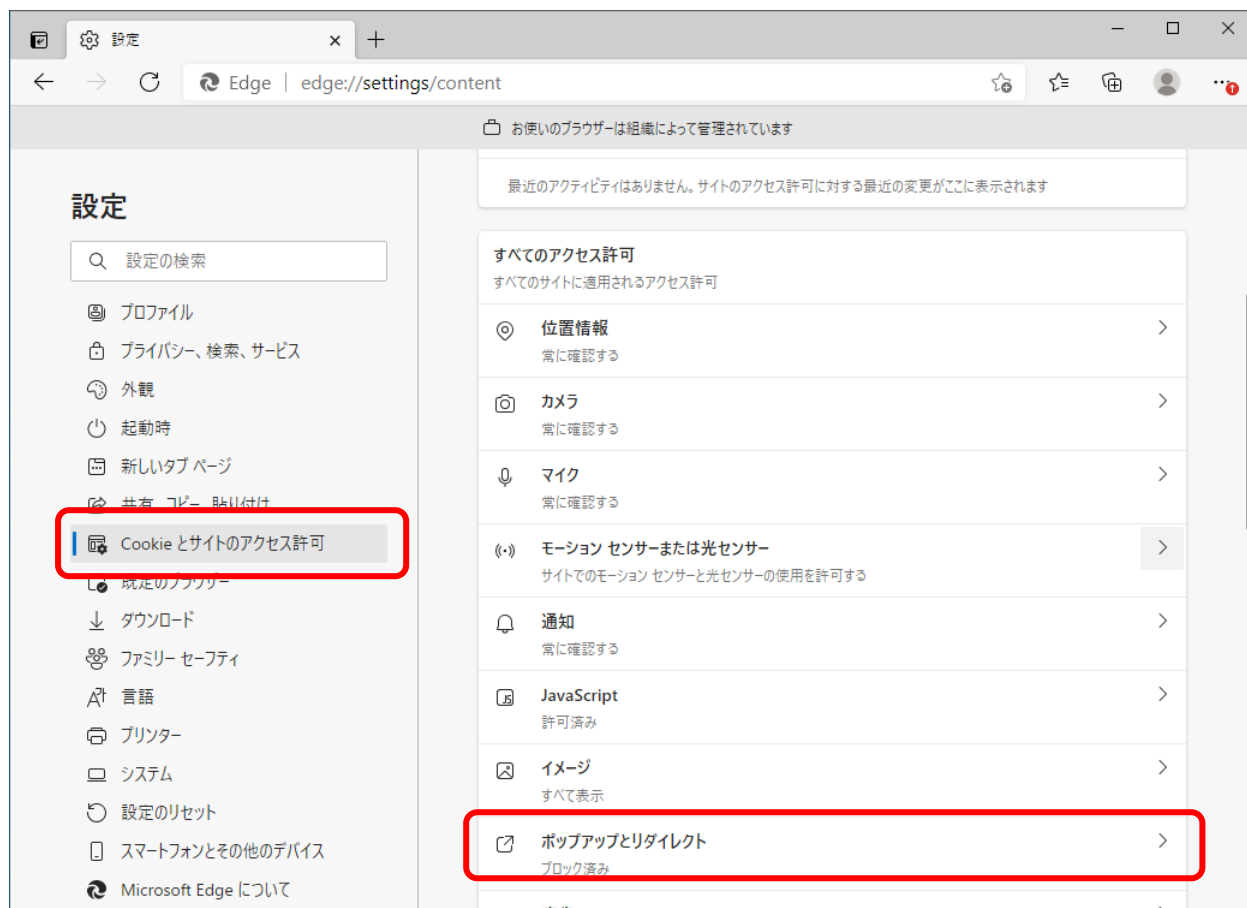 設定
Edge | edge://settings/content
お使いのブラウザーは組織によって管理されています
設定
設定の検索
プロファイル
プライバシー、検索、サービス
外観
起動時
新しいタブ ページ
共有、コピー、貼り付け
Cookie とサイトのアクセス許可
既定のブラウザー
ダウンロード
ファミリー セーフティ
言語
プリンター
システム
設定のリセット
スマートフォンとその他のデバイス
Microsoft Edge について
最近のアクティビティはありません。サイトのアクセス許可に対する最近の変更がここに表示されます
すべてのアクセス許可
すべてのサイトに適用されるアクセス許可
位置情報
常に確認する
カメラ
常に確認する
マイク
常に確認する
モーション センサーまたは光センサー
サイトでのモーション センサーと光センサーの使用を許可する
通知
常に確認する
JavaScript
許可済み
イメージ
すべて表示
ポップアップとリダイレクト
ブロック済み